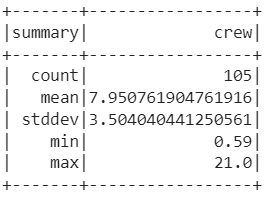 +-------+-----------------+
|summary|             crew|
+-------+-----------------+
|  count|              105|
|   mean|7.950761904761916|
| stddev|3.504040441250561|
|    min|             0.59|
|    max|             21.0|
+-------+-----------------+